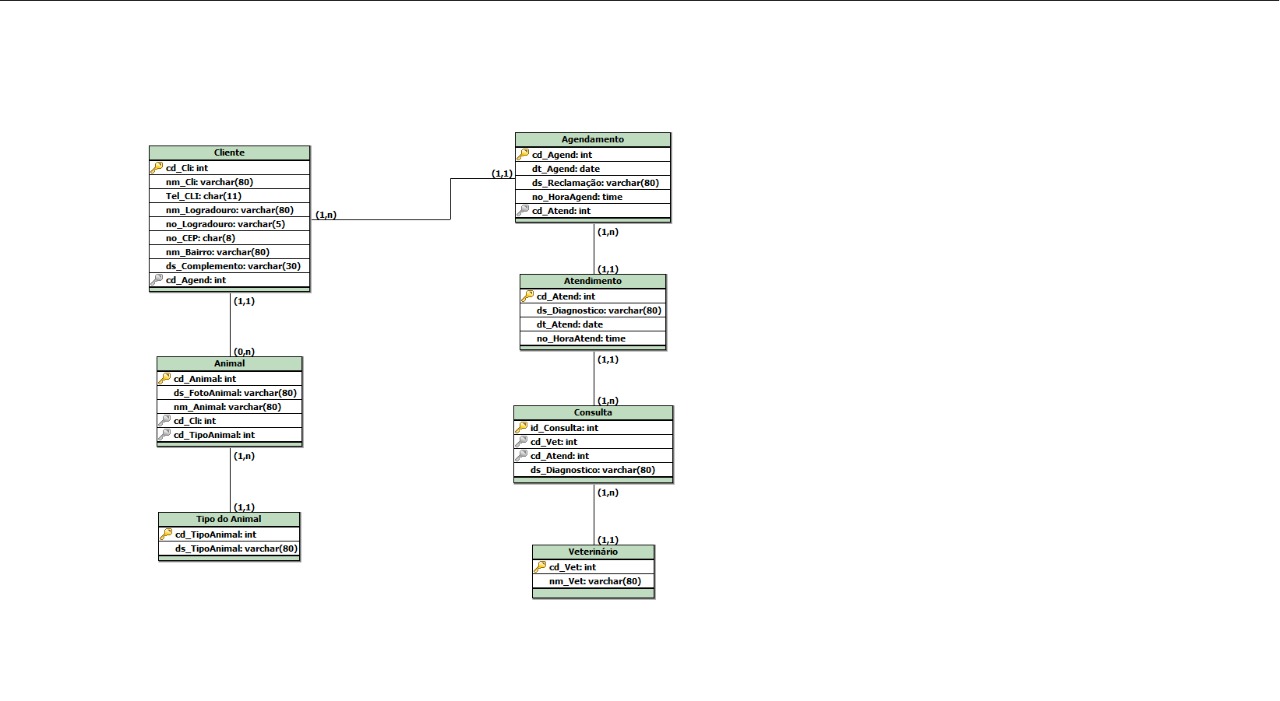 Cliente
cd_Cli: int
nm_Cli: varchar(80)
Tel_CLI: char(11)
nm_Logradouro: varchar(80)
no_Logradouro: varchar(5)
no_CEP: char(8)
nm_Bairro: varchar(80)
ds_Complemento: varchar(30)
cd_Agend: int
(1,n)
(1,1)
(1,1)
(0,n)
Animal
cd_Animal: int
ds_FotoAnimal: varchar(80)
nm_Animal: varchar(80)
cd_Cli: int
cd_TipoAnimal: int
(1,n)
(1,1)
Tipo do Animal
cd_TipoAnimal: int
ds_TipoAnimal: varchar(80)
Agendamento
cd_Agend: int
dt_Agend: date
ds_Reclamação: varchar(80)
no_HoraAgend: time
cd_Atend: int
(1,n)
(1,1)
Atendimento
cd_Atend: int
ds_Diagnostico: varchar(80)
dt_Atend: date
no_HoraAtend: time
(1,1)
(1,n)
Consulta
id_Consulta: int
cd_Vet: int
cd_Atend: int
ds_Diagnostico: varchar(80)
(1,n)
(1,1)
Veterinário
cd_Vet: int
nm_Vet: varchar(80)